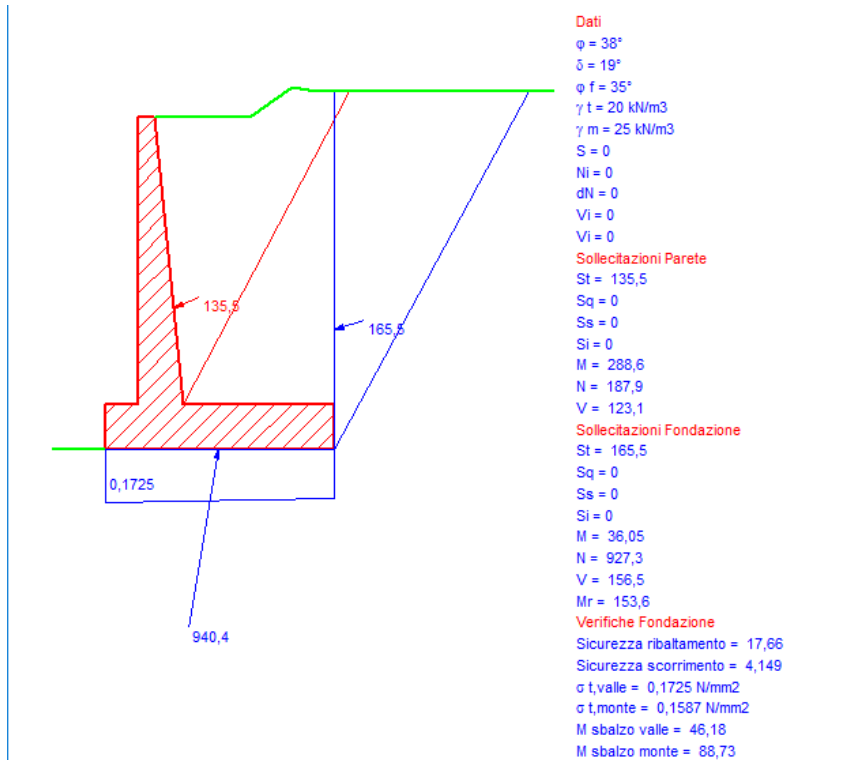 135,5
165,5
0,1725
940,4
Dati
φ = 38°
δ = 19°
φ f = 35°
γ t = 20 kN/m3
γ m = 25 kN/m3
S = 0
Ni = 0
dN = 0
Vi = 0
Vi = 0
Sollecitazioni Parete
St = 135,5
Sq = 0
Ss = 0
Si = 0
M = 288,6
N = 187,9
V = 123,1
Sollecitazioni Fondazione
St = 165,5
Sq = 0
Ss = 0
Si = 0
M = 36,05
N = 927,3
V = 156,5
Mr = 153,6
Verifiche Fondazione
Sicurezza ribaltamento = 17,66
Sicurezza scorrimento = 4,149
σ t,valle = 0,1725 N/mm2
σ t,monte = 0,1587 N/mm2
M sbalzo valle = 46,18
M sbalzo monte = 88,73